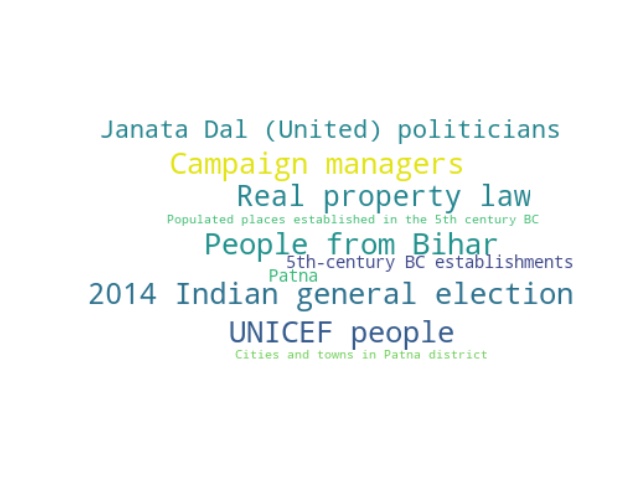 Janata Dal (United) politicians
Campaign managers
Real property law
Populated places established in the 5th century BC
People from Bihar
5th-century BC establishments
Patna
2014 Indian general election
UNICEF people
Cities and towns in Patna district